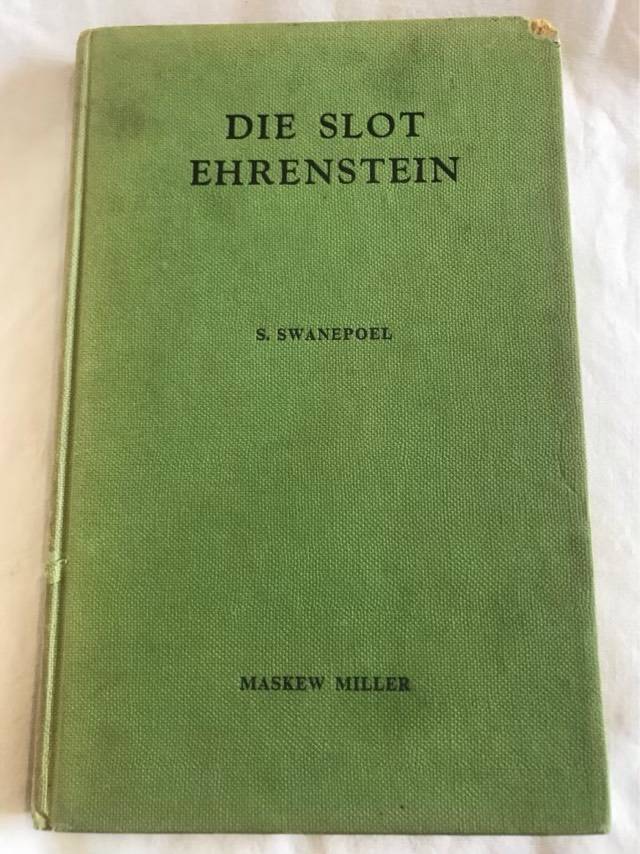 DIE SLOT
EHRENSTEIN
S. SWANEPOEL
MASKEW MILLER